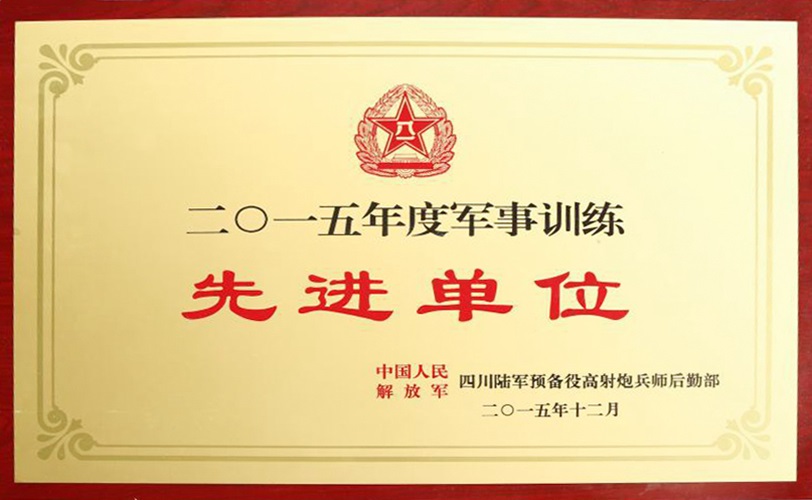 八一
二〇一五年度军事训练
先进单位
中国人民
解放军 四川陆军预备役高射炮兵师后勤部
二〇一五年十二月